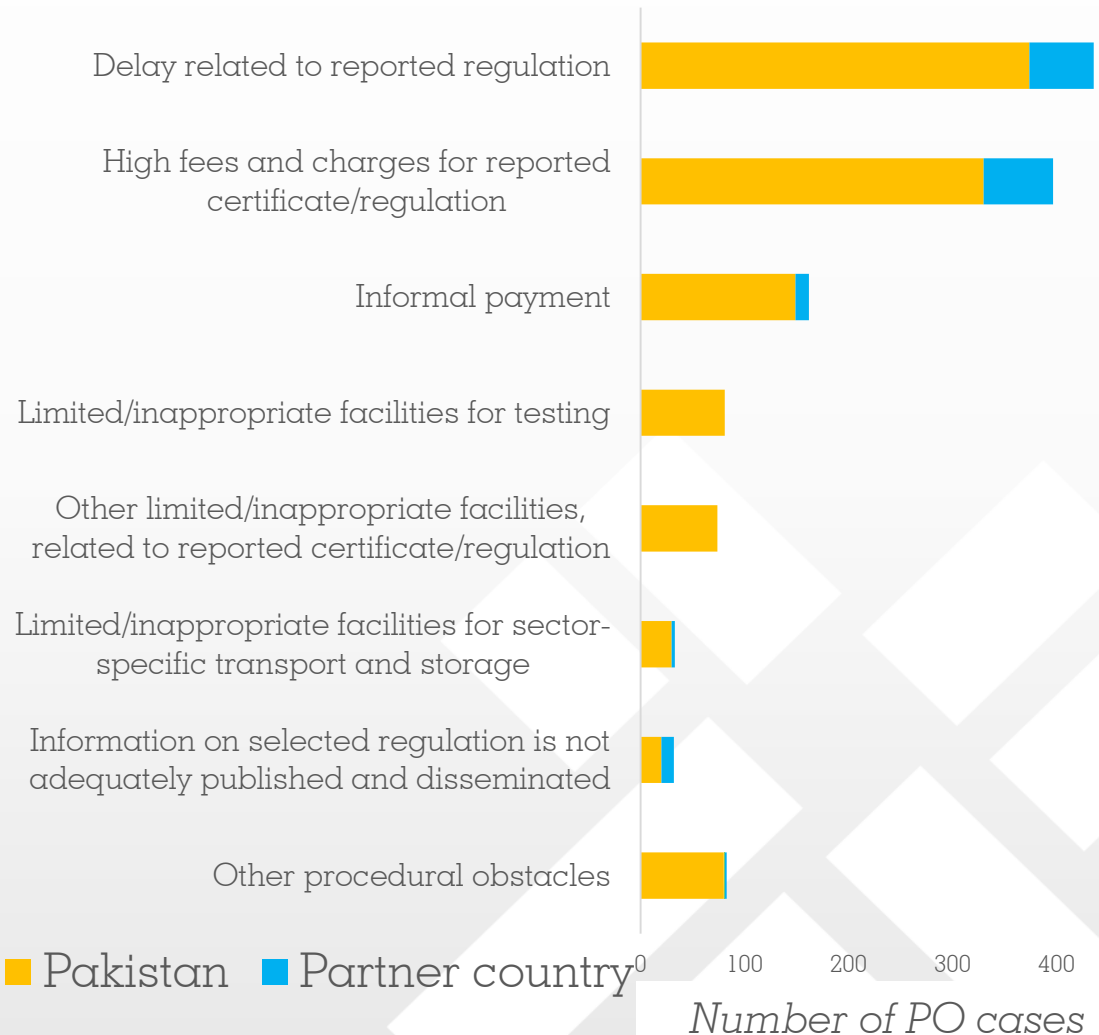 Delay related to reported regulation
High fees and charges for reported
certificate/regulation
Informal payment
Limited/inappropriate facilities for testing
Other limited/inappropriate facilities,
related to reported certificate/regulation
Limited/inappropriate facilities for sector-
specific transport and storage
Information on selected regulation is not
adequately published and disseminated
Other procedural obstacles
Pakistan Partner country
0 100 200 300 400
Number of PO cases